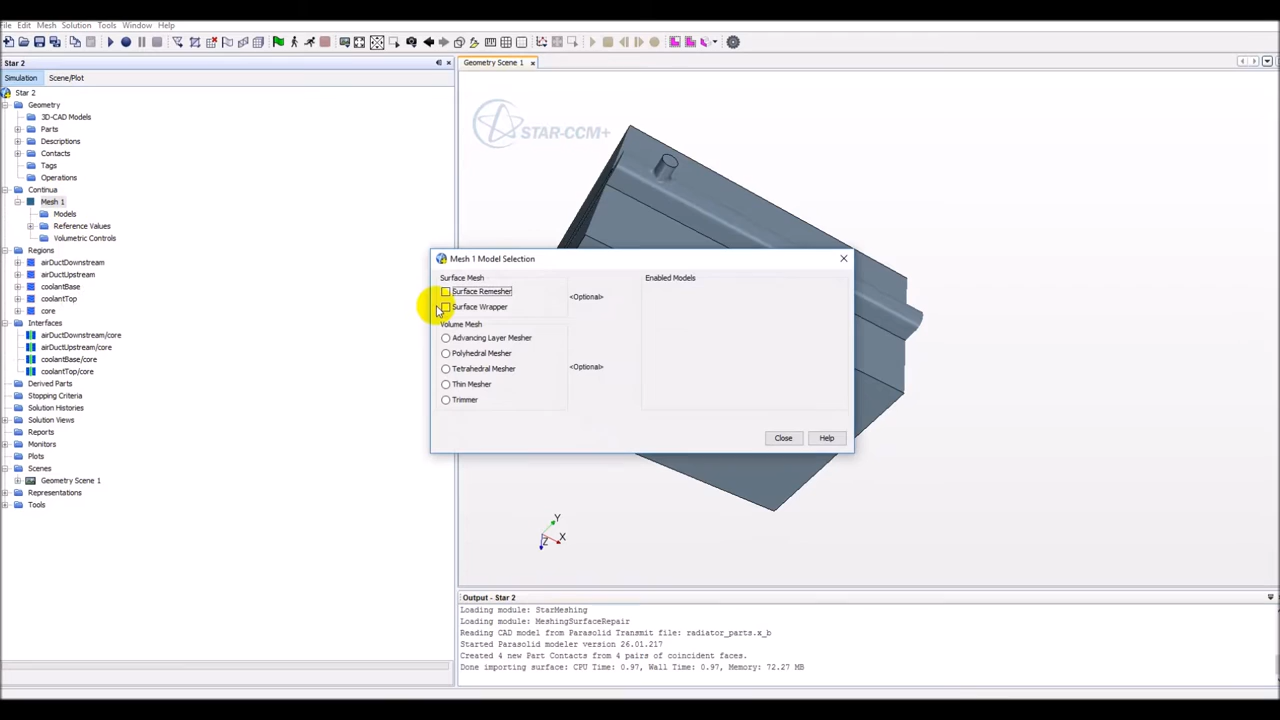 File Edit Mesh Solution Tools Window Help
Star 2
Simulation Scene/Plot
Star 2
Geometry
3D-CAD Models
Parts
Descriptions
Contacts
Tags
Operations
Continua
Mesh 1
Models
Reference Values
Volumetric Controls
Regions
airDuctDownstream
airDuctUpstream
coolantBase
coolantTop
core
Interfaces
airDuctDownstream/core
airDuctUpstream/core
coolantBase/core
coolantTop/core
Derived Parts
Stopping Criteria
Solution Histories
Solution Views
Reports
Monitors
Plots
Scenes
Geometry Scene 1
Representations
Tools
Geometry Scene 1
STAR-CCM+
Mesh 1 Model Selection
Surface Mesh
Surface Remesher
Surface Wrapper
<Optional>
Volume Mesh
Advancing Layer Mesher
Polyhedral Mesher
Tetrahedral Mesher
Thin Mesher
Trimmer
<Optional>
Enabled Models
Close Help
Y
X
Z
Output - Star 2
Loading module: StarMeshing
Loading module: MeshingSurfaceRepair
Reading CAD model from Parasolid Transmit file: radiator_parts.x_b
Started Parasolid modeler version 26.01.217
Created 4 new Part Contacts from 4 pairs of coincident faces.
Done importing surface: CPU Time: 0.97, Wall Time: 0.97, Memory: 72.27 MB